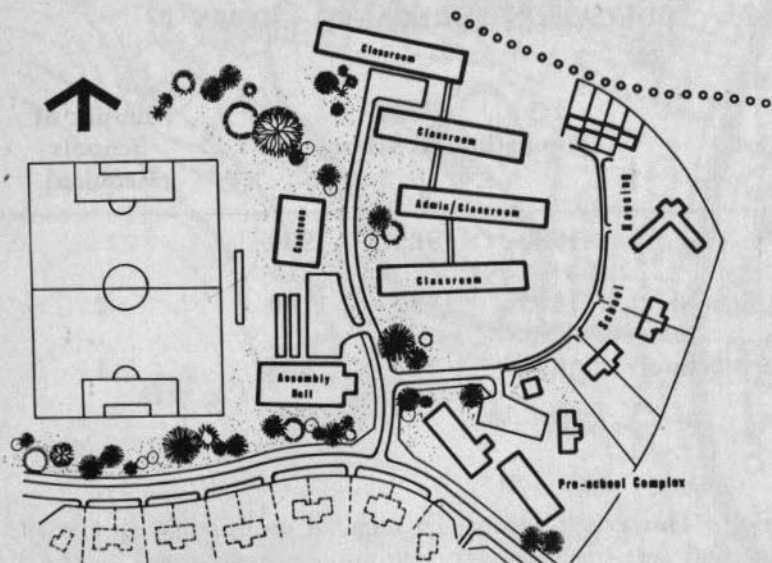 Classroom
Classroom
Admin/Classroom
Classroom
Canteen
Assembly
Hall
School Housing
Pre-school Complex